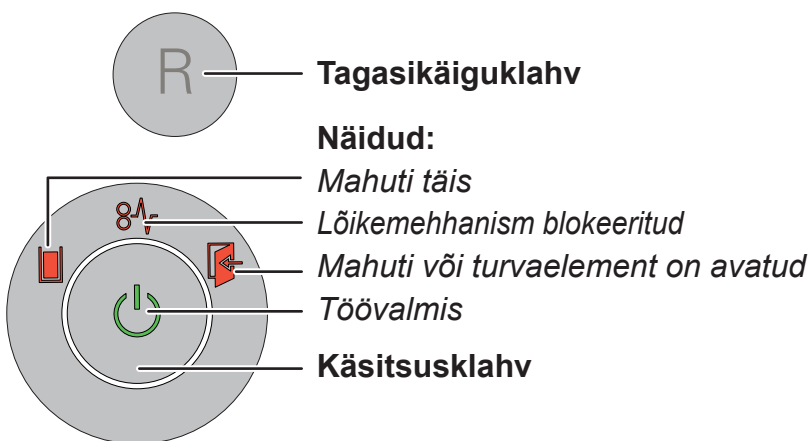 R
Tagasikäiguklahv
Näidud:
Mahuti täis
Lõikemehhanism blokeeritud
Mahuti või turvaelement on avatud
Töövalmis
Käsitsusklahv